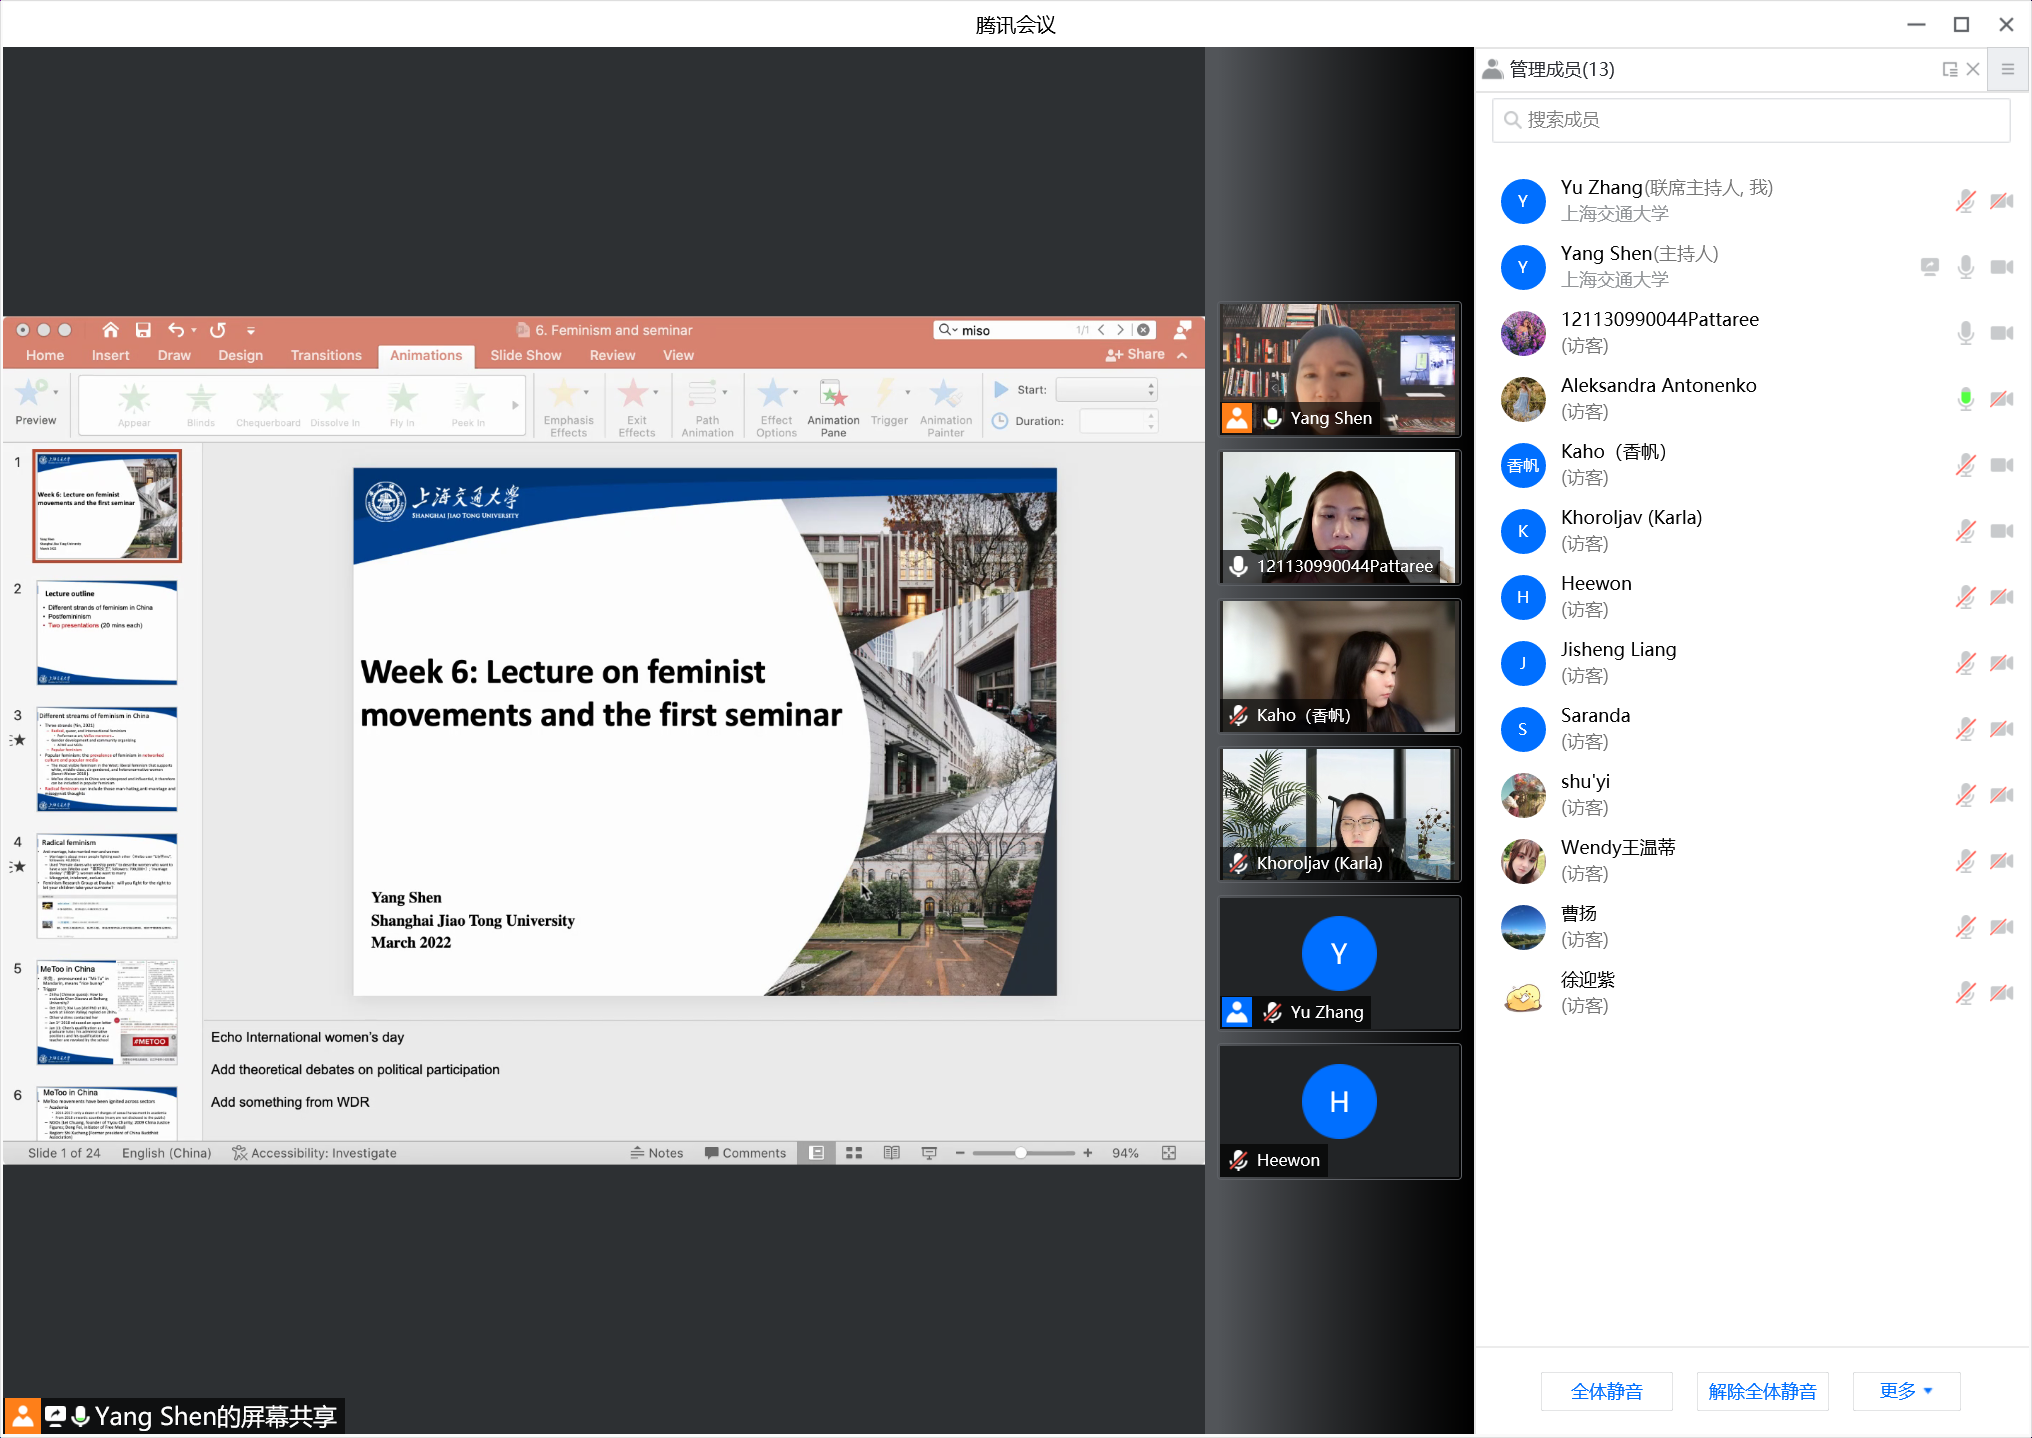 腾讯会议
6. Feminism and seminar
miso
1/1
Home Insert Draw Design Transitions Animations Slide Show Review View
Share
Preview
Appear Blinds Chequerboard Dissolve In Fly In Peek In
Emphasis Effects
Exit Effects
Path Animation
Effect Options
Animation Pane
Trigger
Animation Painter
Start:
Duration:
1
Week 6: Lecture on feminist
movements and the first seminar
Yang Shen
Shanghai Jiao Tong University
March 2022
2
Lecture outline
• Different strands of feminism in China
• Postfemininism
• Two presentations (20 mins each)
3
Different streams of feminism in China
4
Radical feminism
5
MeToo in China
#METOO
6
MeToo in China
上海交通大学
SHANGHAI JIAO TONG UNIVERSITY
Week 6: Lecture on feminist
movements and the first seminar
Yang Shen
Shanghai Jiao Tong University
March 2022
Echo International women's day
Add theoretical debates on political participation
Add something from WDR
Slide 1 of 24
English (China)
Accessibility: Investigate
Notes
Comments
94%
Yang Shen的屏幕共享
Yang Shen
121130990044Pattaree
Kaho（香帆）
Khoroljav (Karla)
Y
Yu Zhang
H
Heewon
管理成员(13)
搜索成员
Y
Yu Zhang(联席主持人, 我)
上海交通大学
Y
Yang Shen(主持人)
上海交通大学
121130990044Pattaree
(访客)
Aleksandra Antonenko
(访客)
香帆
Kaho（香帆）
(访客)
K
Khoroljav (Karla)
(访客)
H
Heewon
(访客)
J
Jisheng Liang
(访客)
S
Saranda
(访客)
shu'yi
(访客)
Wendy王温蒂
(访客)
曹扬
(访客)
徐迎紫
(访客)
全体静音
解除全体静音
更多